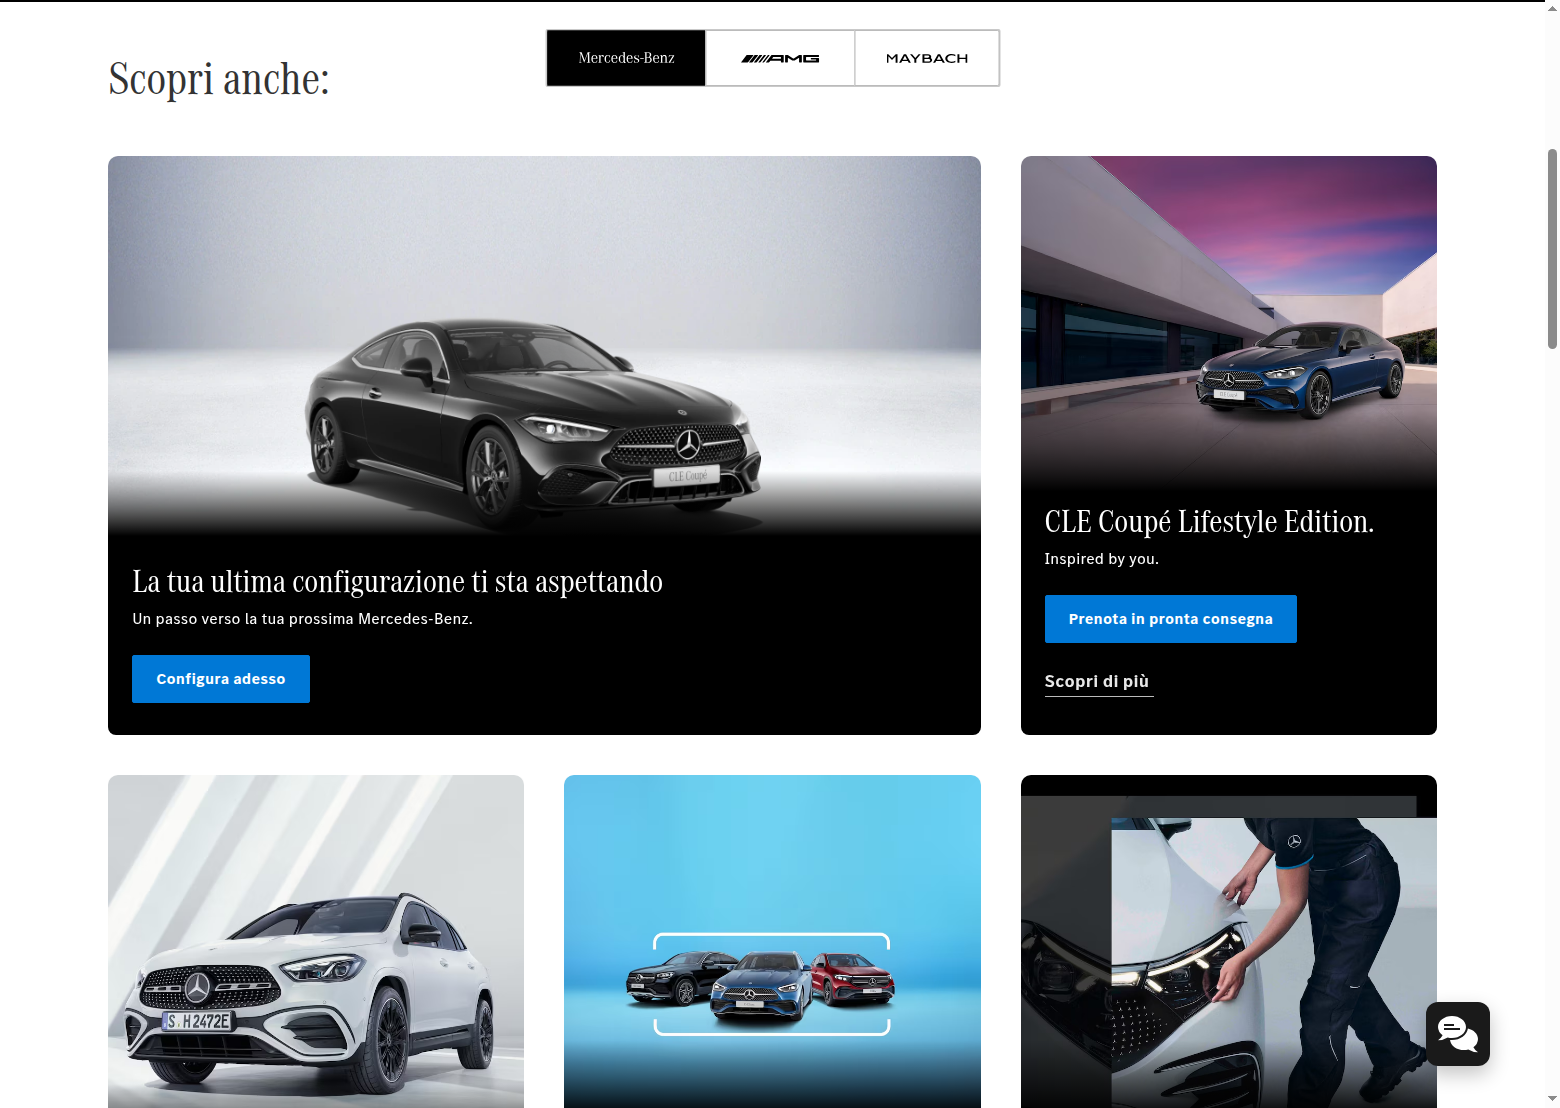 Scopri anche:
Mercedes-Benz
AMG
MAYBACH
CLE Coupé
La tua ultima configurazione ti sta aspettando
Un passo verso la tua prossima Mercedes-Benz.
Configura adesso
CLE Coupé Lifestyle Edition.
Inspired by you.
Prenota in pronta consegna
Scopri di più
S H 2472E